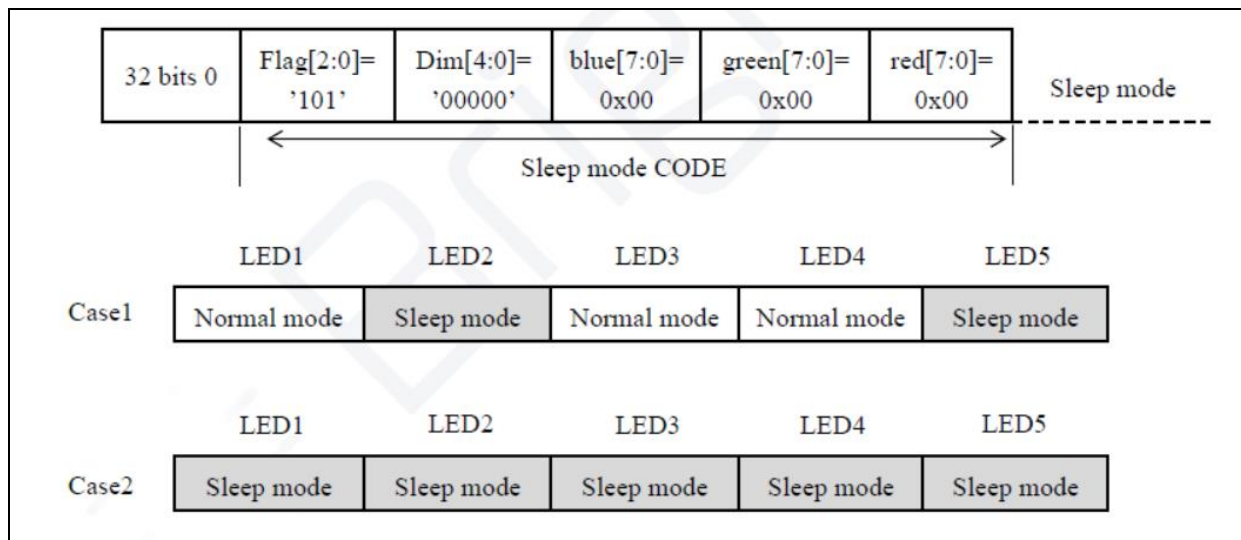 32 bits 0 Flag[2:0]= '101' Dim[4:0]= '00000' blue[7:0]= 0x00 green[7:0]= 0x00 red[7:0]= 0x00 Sleep mode
Sleep mode CODE
LED1 LED2 LED3 LED4 LED5
Case1 Normal mode Sleep mode Normal mode Normal mode Sleep mode
LED1 LED2 LED3 LED4 LED5
Case2 Sleep mode Sleep mode Sleep mode Sleep mode Sleep mode